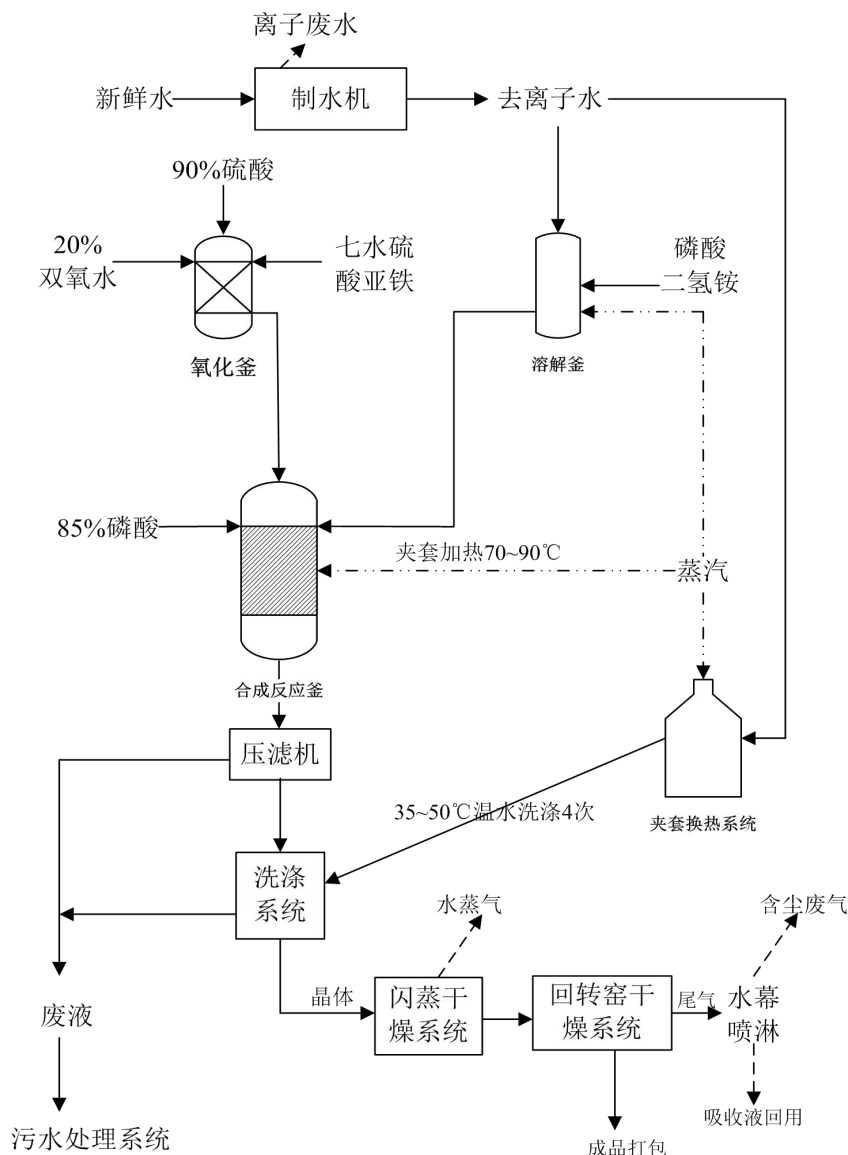 离子废水
新鲜水
制水机
去离子水
90%硫酸
20%
双氧水
七水硫
酸亚铁
磷酸
二氢铵
氧化釜
溶解釜
85%磷酸
夹套加热70~90℃
蒸汽
合成反应釜
压滤机
35~50℃温水洗涤4次
夹套换热系统
洗涤
系统
水蒸气
含尘废气
晶体
闪蒸干
燥系统
回转窑干
燥系统
尾气
水幕
喷淋
废液
吸收液回用
污水处理系统
成品打包